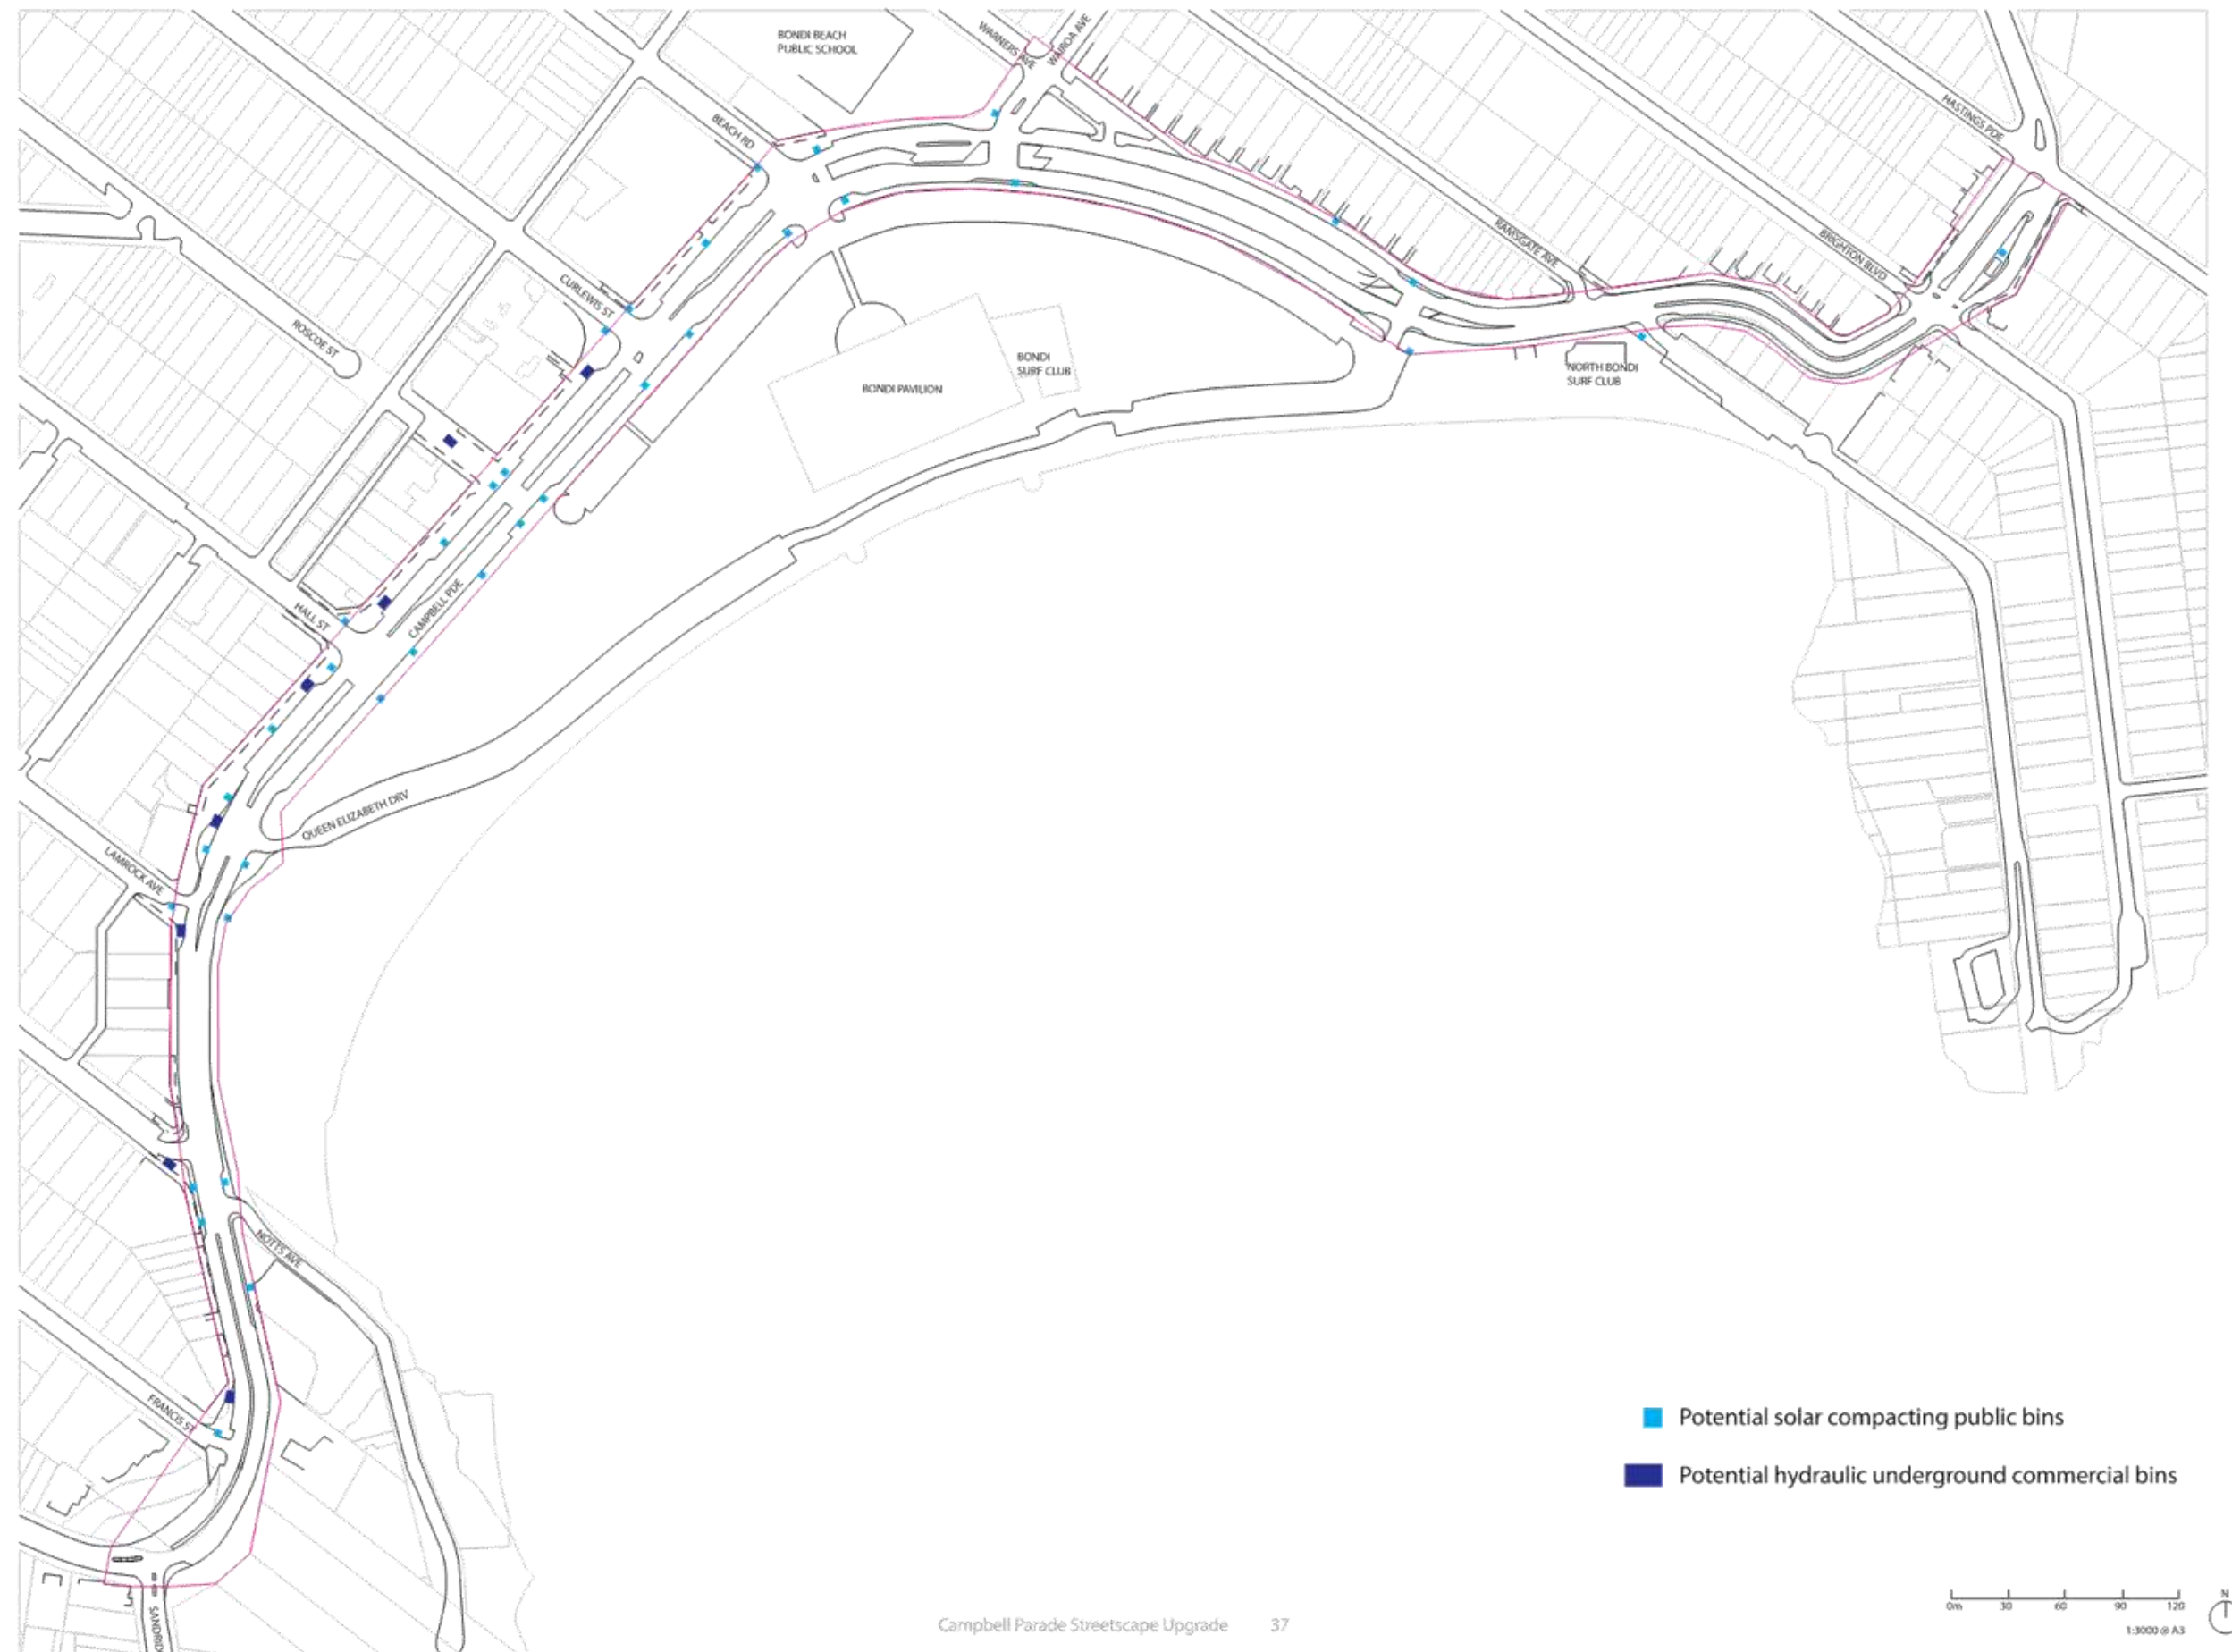 BONDI BEACH
PUBLIC SCHOOL
WARNERS AVE
WAIROA AVE
HASTINGS PDE
BEACH RD
RAMSGATE AVE
BRIGHTON BLVD
CURLEWIS ST
ROSCOE ST
BONDI
SURF CLUB
BONDI PAVILION
NORTH BONDI
SURF CLUB
HALL ST
CAMPBELL PDE
QUEEN ELIZABETH DRV
LAMROCK AVE
NOTTS AVE
FRANCIS ST
Potential solar compacting public bins
Potential hydraulic underground commercial bins
SANDRID
Campbell Parade Streetscape Upgrade 37
0m 30 60 90 120
1:3000 @ A3
N